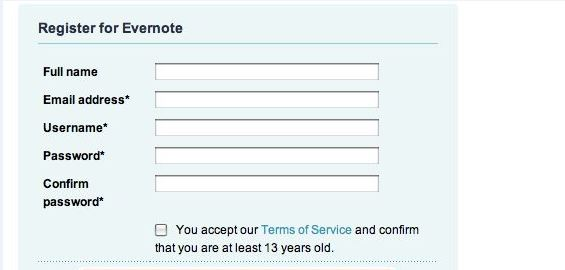 Register for Evernote
Full name
Email address*
Username*
Password*
Confirm
password*
You accept our Terms of Service and confirm
that you are at least 13 years old.